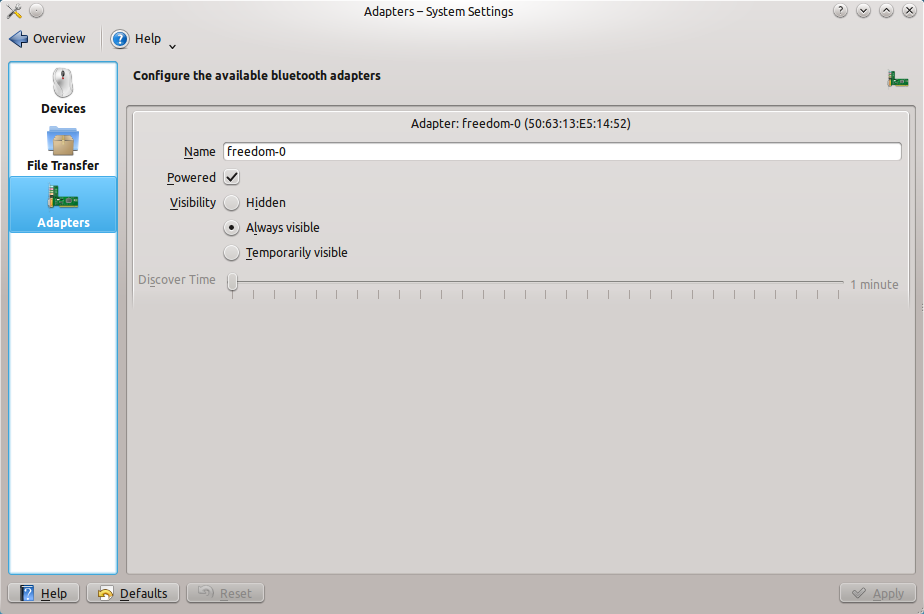 Adapters – System Settings
Overview
Help
Configure the available bluetooth adapters
Devices
File Transfer
Adapters
Adapter: freedom-0 (50:63:13:E5:14:52)
Name freedom-0
Powered
Visibility Hidden
Always visible
Temporarily visible
Discover Time 1 minute
Help Defaults Reset Apply